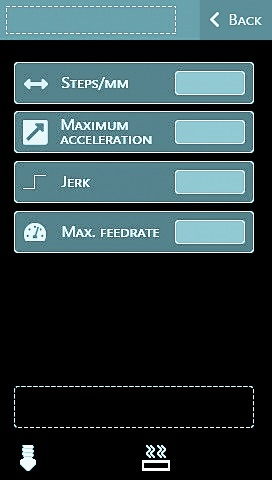 Back
Steps/mm
Maximum
acceleration
Jerk
Max. feedrate